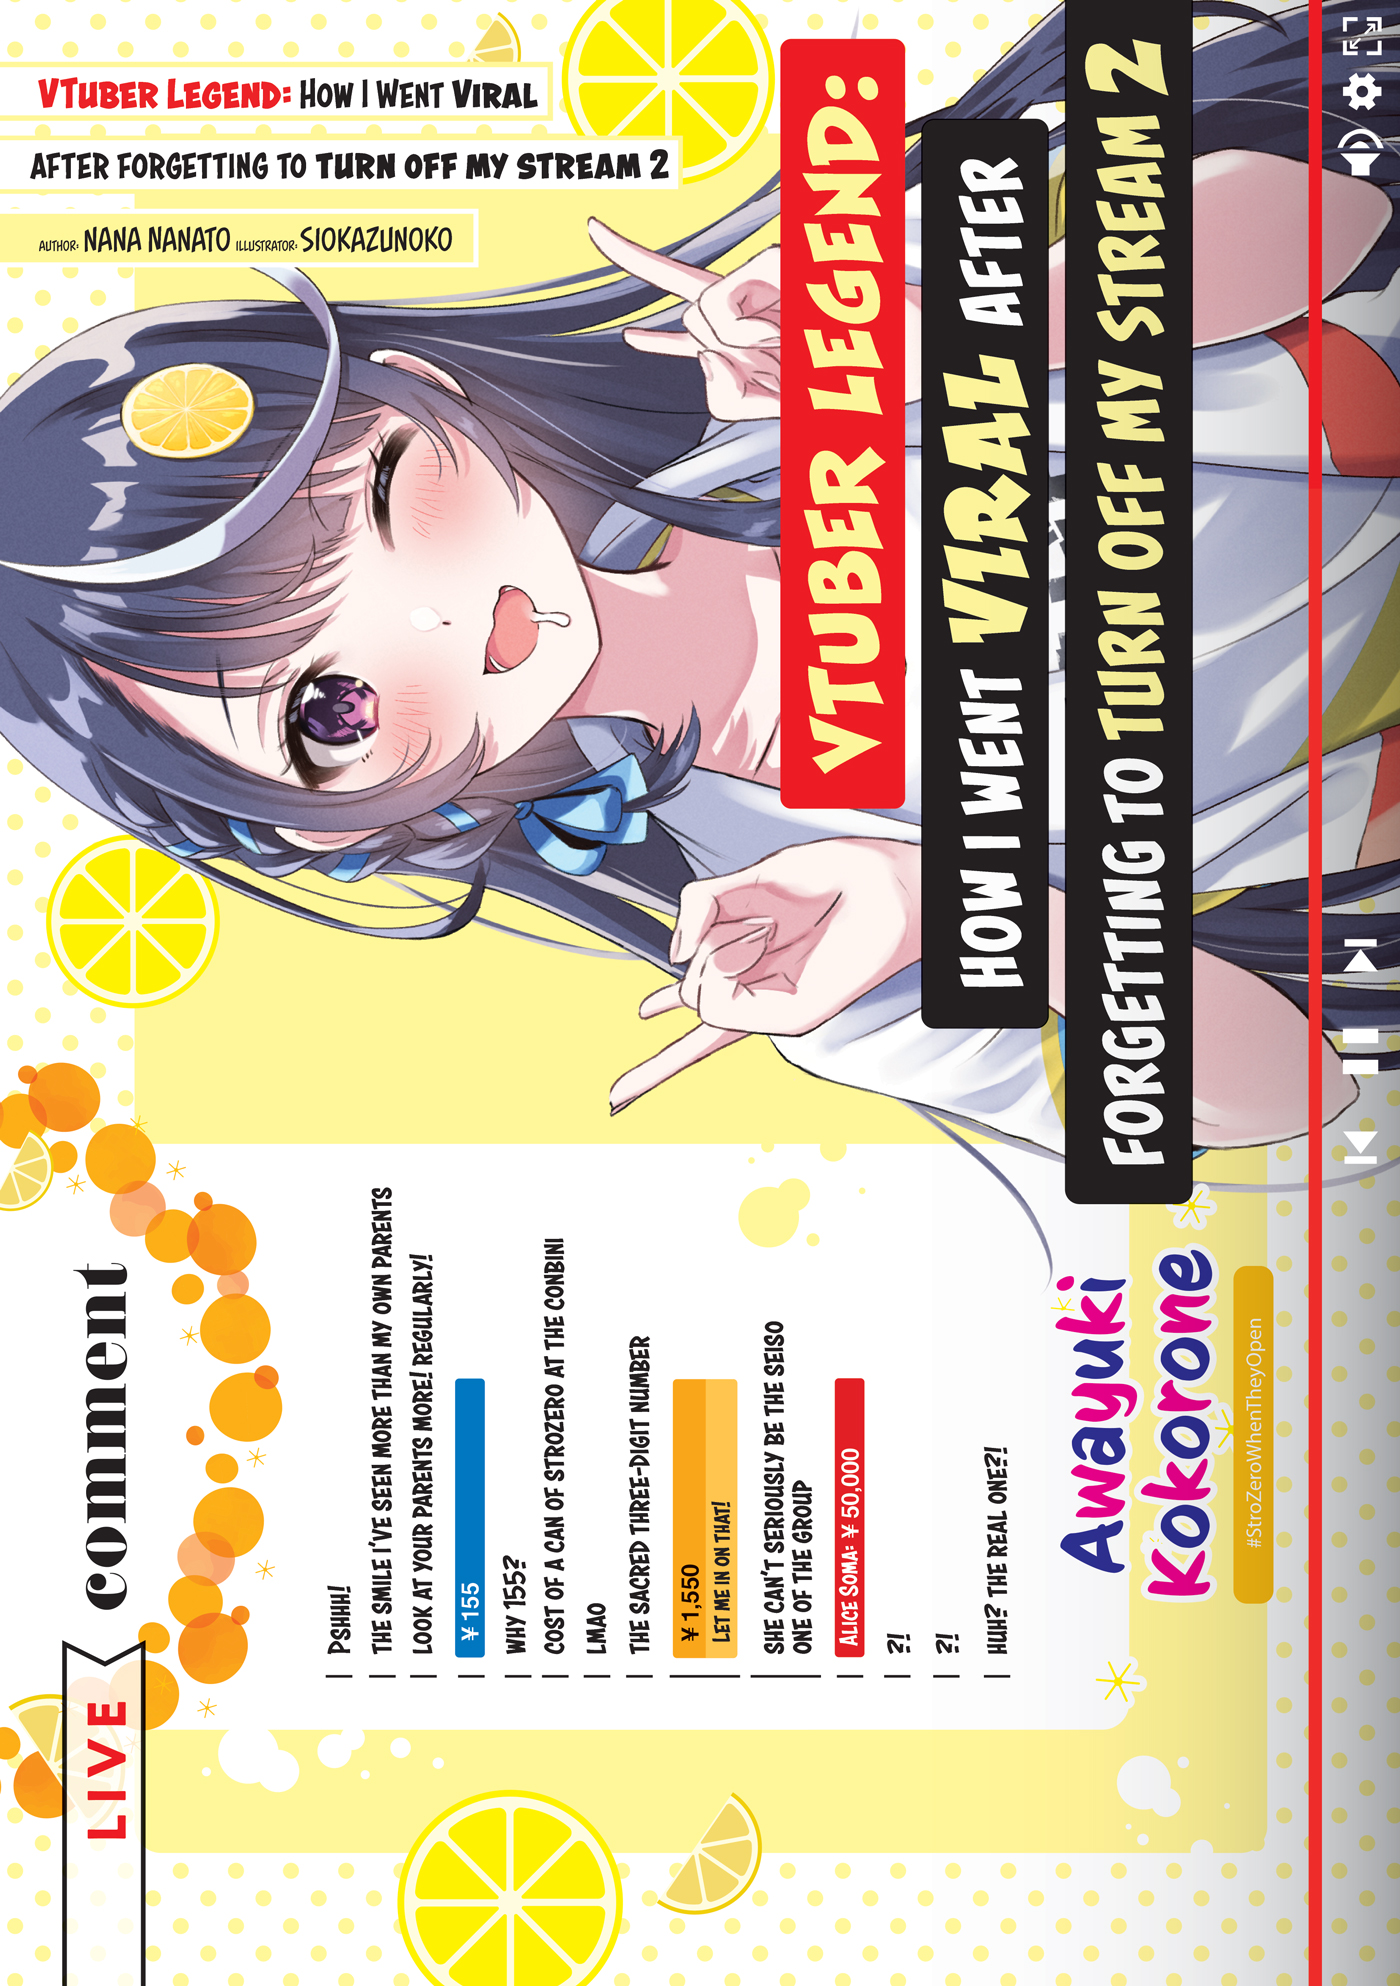 VTUBER LEGEND: HOW I WENT VIRAL
AFTER FORGETTING TO TURN OFF MY STREAM 2
AUTHOR: NANA NANATO ILLUSTRATOR: SIOKAZUNOKO
LIVE
comment
PSHHH!
THE SMILE I'VE SEEN MORE THAN MY OWN PARENTS
LOOK AT YOUR PARENTS MORE! REGULARLY!
¥ 155
WHY 155?
COST OF A CAN OF STROZERO AT THE CONBINI
LMAO
THE SACRED THREE-DIGIT NUMBER
¥ 1,550
LET ME IN ON THAT!
SHE CAN'T SERIOUSLY BE THE SEISO
ONE OF THE GROUP
ALICE SOMA: ¥ 50,000
?!
?!
HUH? THE REAL ONE?!
VTUBER LEGEND:
HOW I WENT VIRAL AFTER
FORGETTING TO TURN OFF MY STREAM 2
Awayuki
Kokorone
#StroZeroWhenTheyOpen